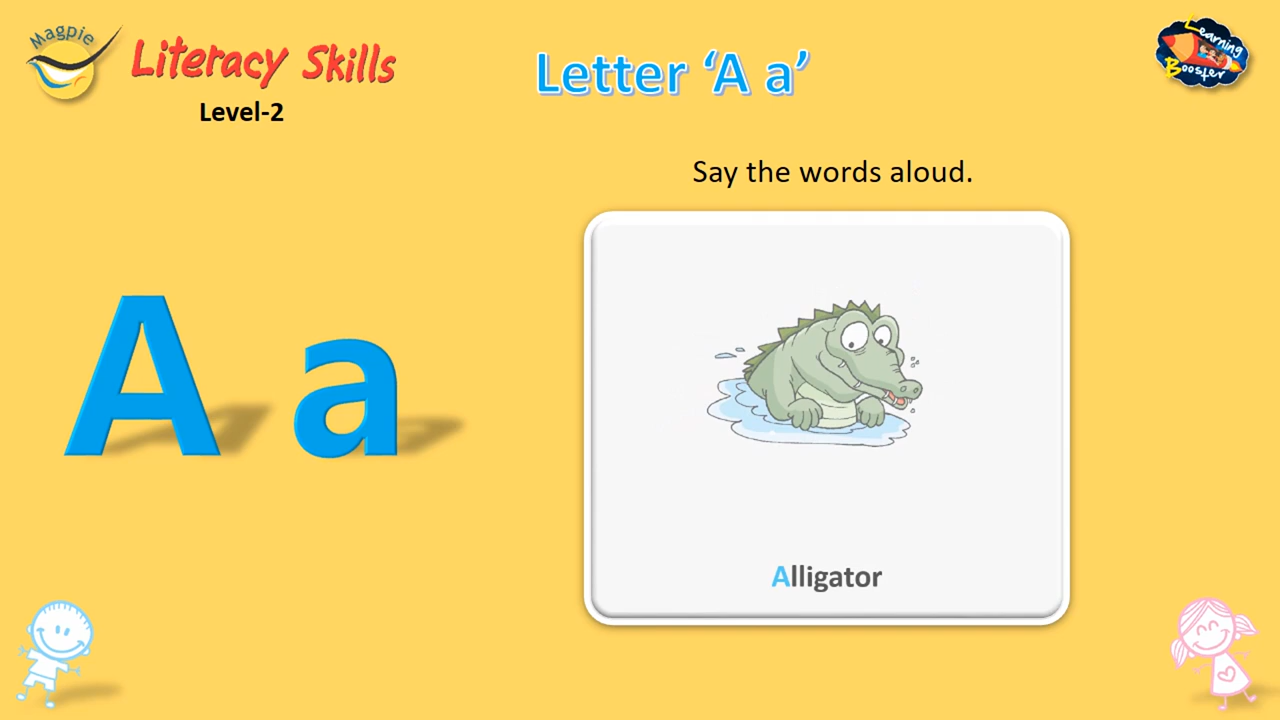 Magpie
Literacy Skills
Level-2
Letter ‘A a’
Learning
Booster
Say the words aloud.
A a
Alligator